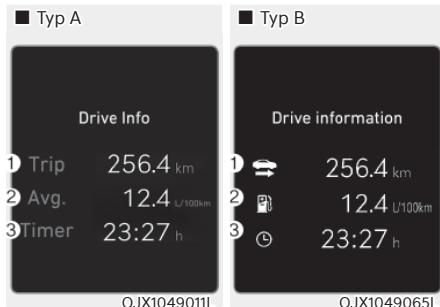 ■ Typ A
Drive Info
1 Trip 256.4 km
2 Avg. 12.4 L/100km
3 Timer 23:27 h
OJX1049011L
■ Typ B
Drive information
1 256.4 km
2 12.4 L/100km
3 23:27 h
OJX1049065L